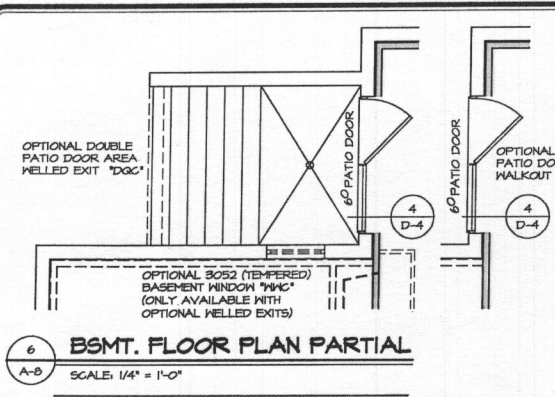 OPTIONAL DOUBLE
PATIO DOOR AREA
WELLED EXIT "DQC"
6⁰ PATIO DOOR
4
D-4
6⁰ PATIO DOOR
OPTIONAL
PATIO DO
WALKOUT
4
D-4
OPTIONAL 3052 (TEMPERED)
BASEMENT WINDOW "WWC"
(ONLY AVAILABLE WITH
OPTIONAL WELLED EXITS)
6
A-8
BSMT. FLOOR PLAN PARTIAL
SCALE: 1/4" = 1'-0"